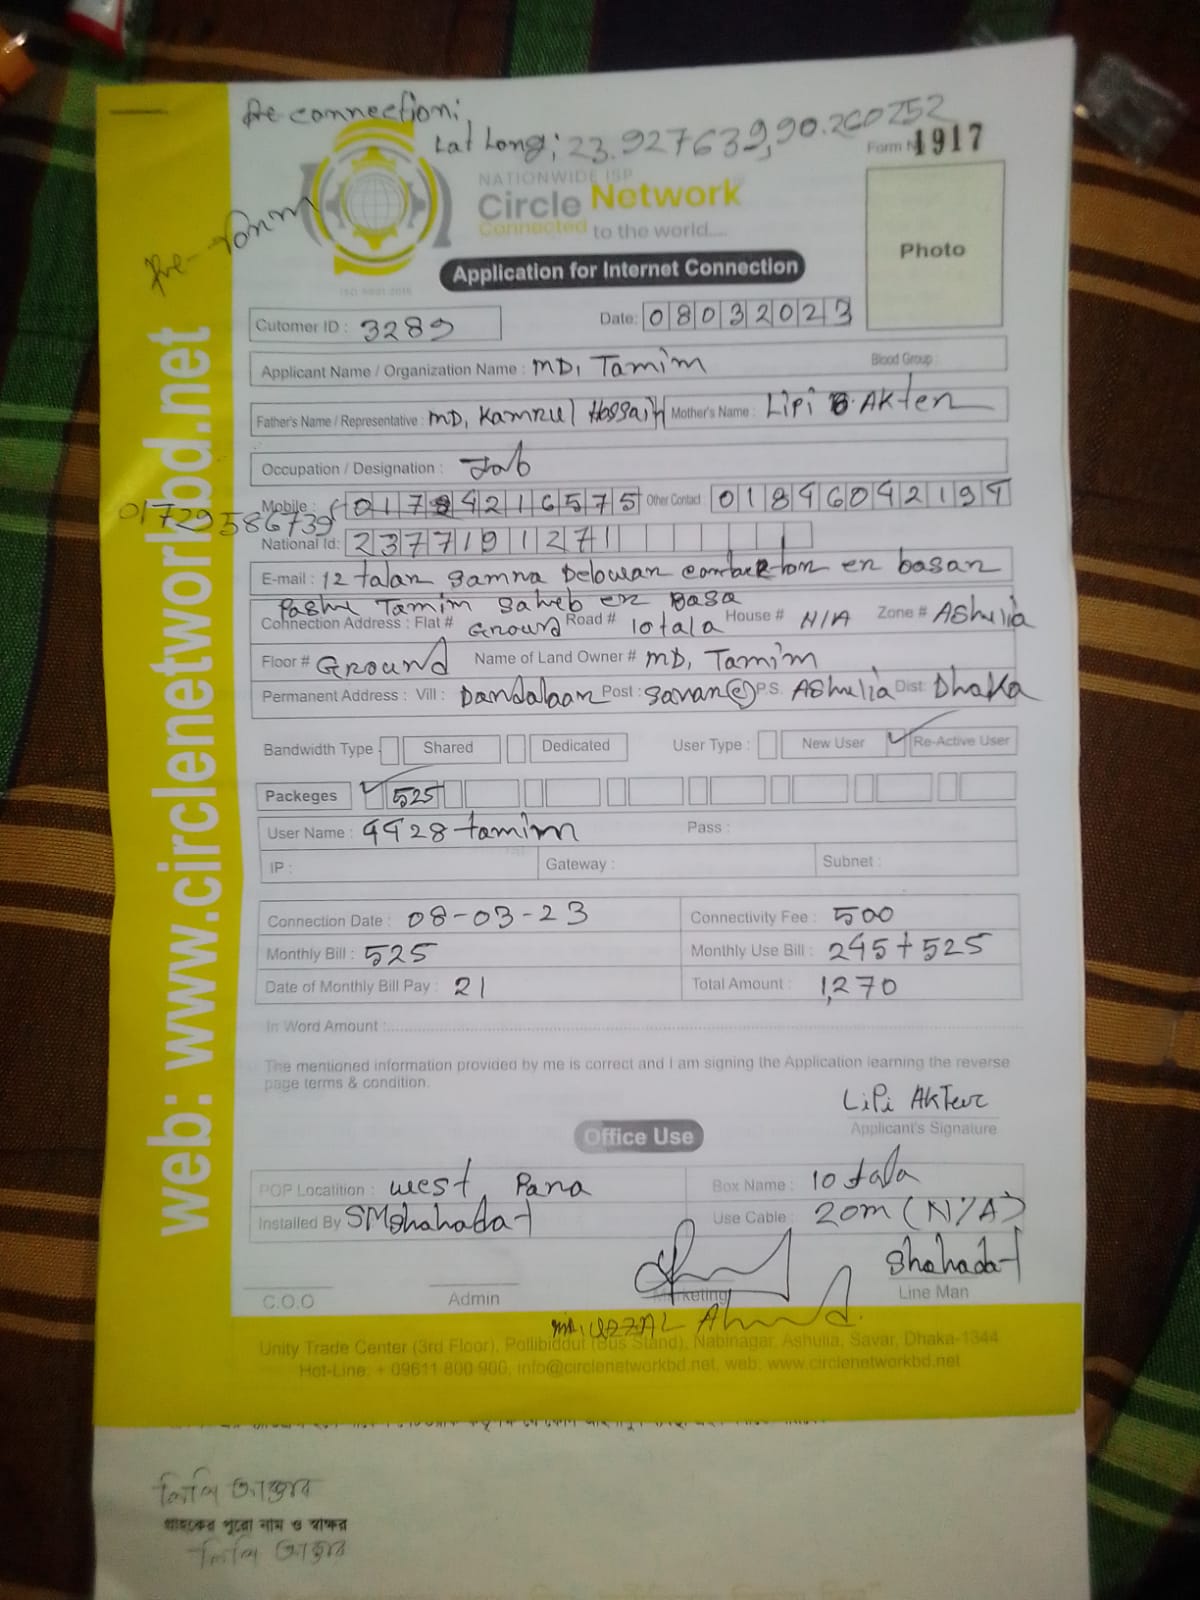 Re connection;
Lat Long; 23.927639,90.260252
Form No 1917
Re-form
NATIONWIDE ISP
Circle Network
Connected to the world....
ISO 9001:2015
Application for Internet Connection
Photo
Cutomer ID : 3289 Date: 08032023
Applicant Name / Organization Name : MD, Tamim Blood Group :
Father's Name / Representative : MD, Kamrul Hossain Mother's Name : Lipi Akter
Occupation / Designation : Job
Mobile : 01784216575 Other Contact 01846042194
01729586739
National Id: 2377191271
E-mail : 12 talar samna Delowar er basar
Pashe Tamim saheb er Basa
Connection Address : Flat # Ground Road # 10 tala House # N/A Zone # Ashulia
Floor # Ground Name of Land Owner # MD, Tamim
Permanent Address : Vill : Dandabar Post : Savar P.S. Ashulia Dist: Dhaka
Bandwidth Type Shared Dedicated User Type : New User ✓ Re-Active User
Packeges ✓ 525
User Name : 4428 tamim Pass :
IP : Gateway : Subnet :
Connection Date : 08-03-23 Connectivity Fee : 500
Monthly Bill : 525 Monthly Use Bill : 245+525
Date of Monthly Bill Pay : 21 Total Amount : 1,270
In Word Amount :
The mentioned information provided by me is correct and I am signing the Application learning the reverse
page terms & condition.
Lipi Akter
Applicant's Signature
Office Use
POP Locatition : West Para Box Name : 10 tala
Installed By SMShahadat Use Cable : 20m (N/A)
Shahadat
C.O.O Admin Marketing Line Man
MD. UZZAL Ahmed
Unity Trade Center (3rd Floor), Pollibiddut (Bus Stand), Nabinagar, Ashulia, Savar, Dhaka-1344
Hot-Line: + 09611 800 900, info@circlenetworkbd.net, web: www.circlenetworkbd.net
web: www.circlenetworkbd.net
লিপি আক্তার
গ্রাহকের পুরো নাম ও স্বাক্ষর
লিপি আক্তার